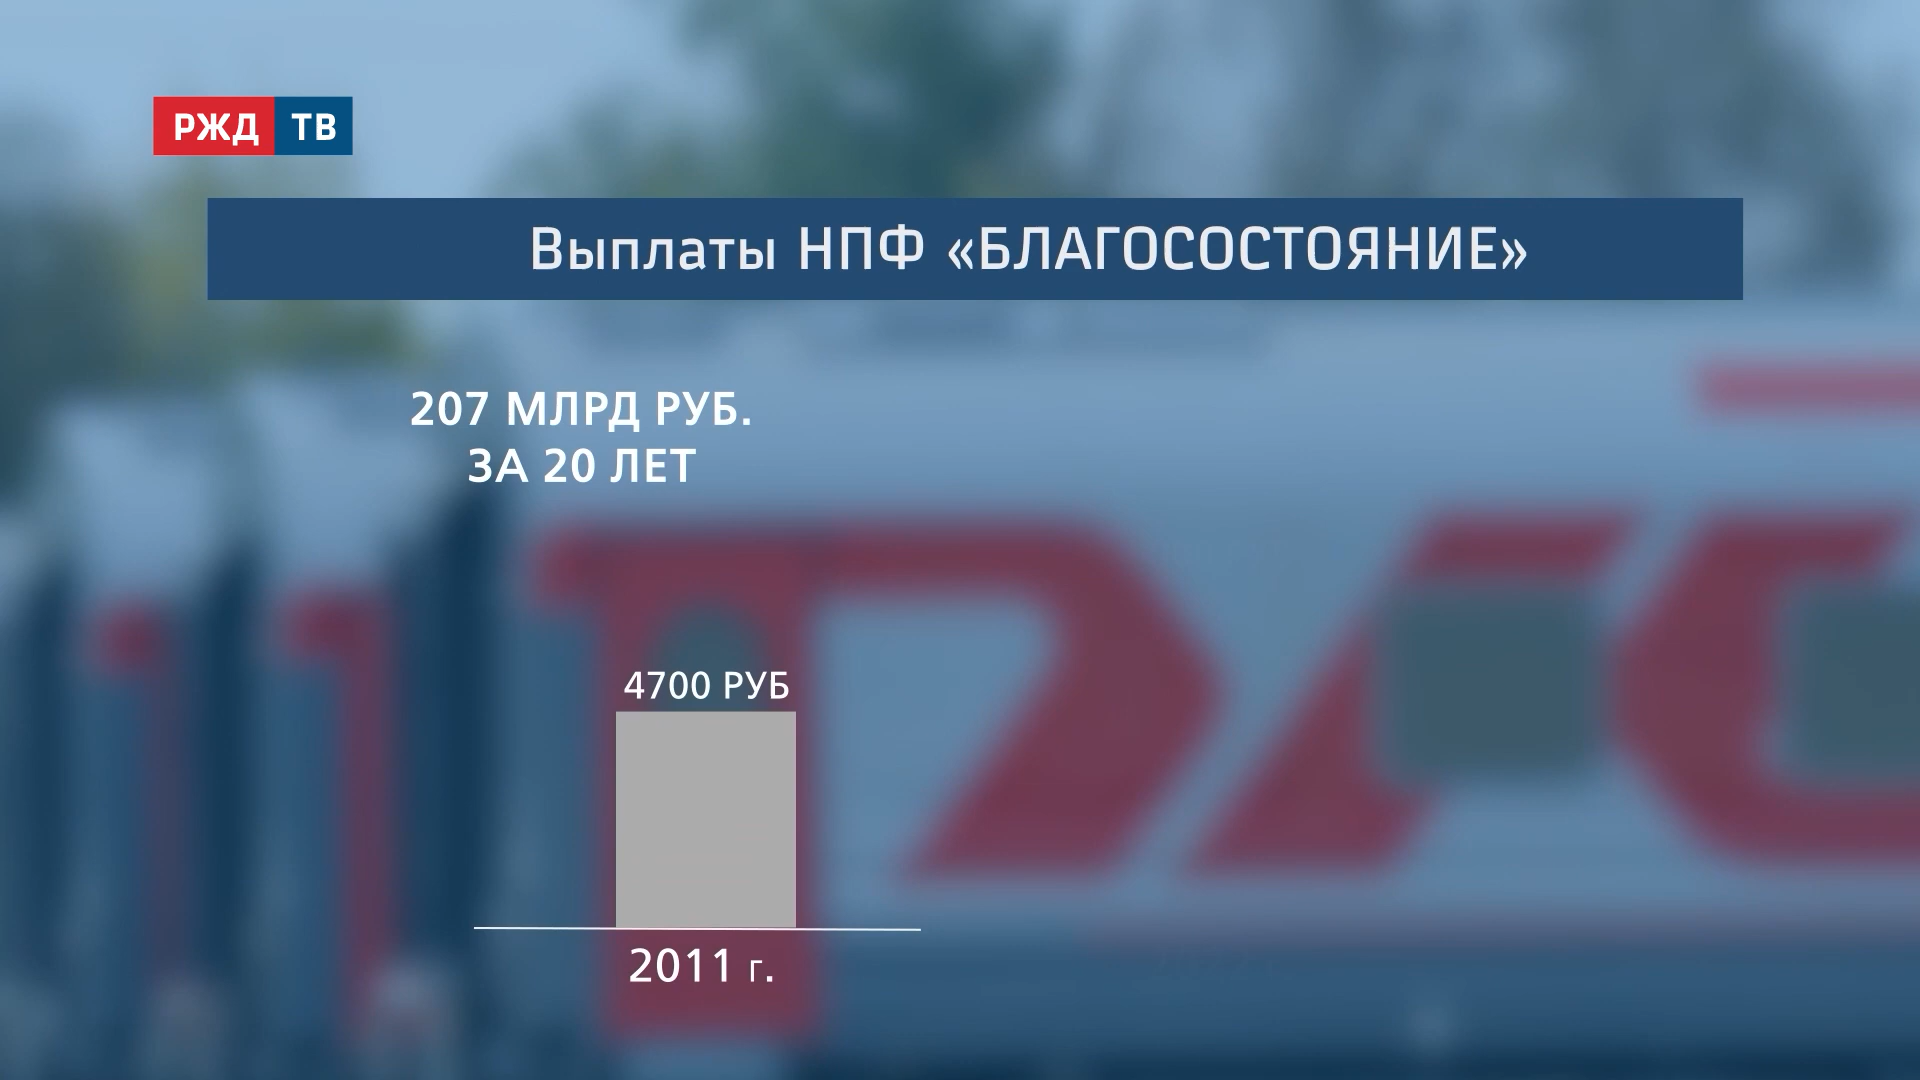 РЖД ТВ
Выплаты НПФ «БЛАГОСОСТОЯНИЕ»
207 МЛРД РУБ.
ЗА 20 ЛЕТ
4700 РУБ
2011 г.